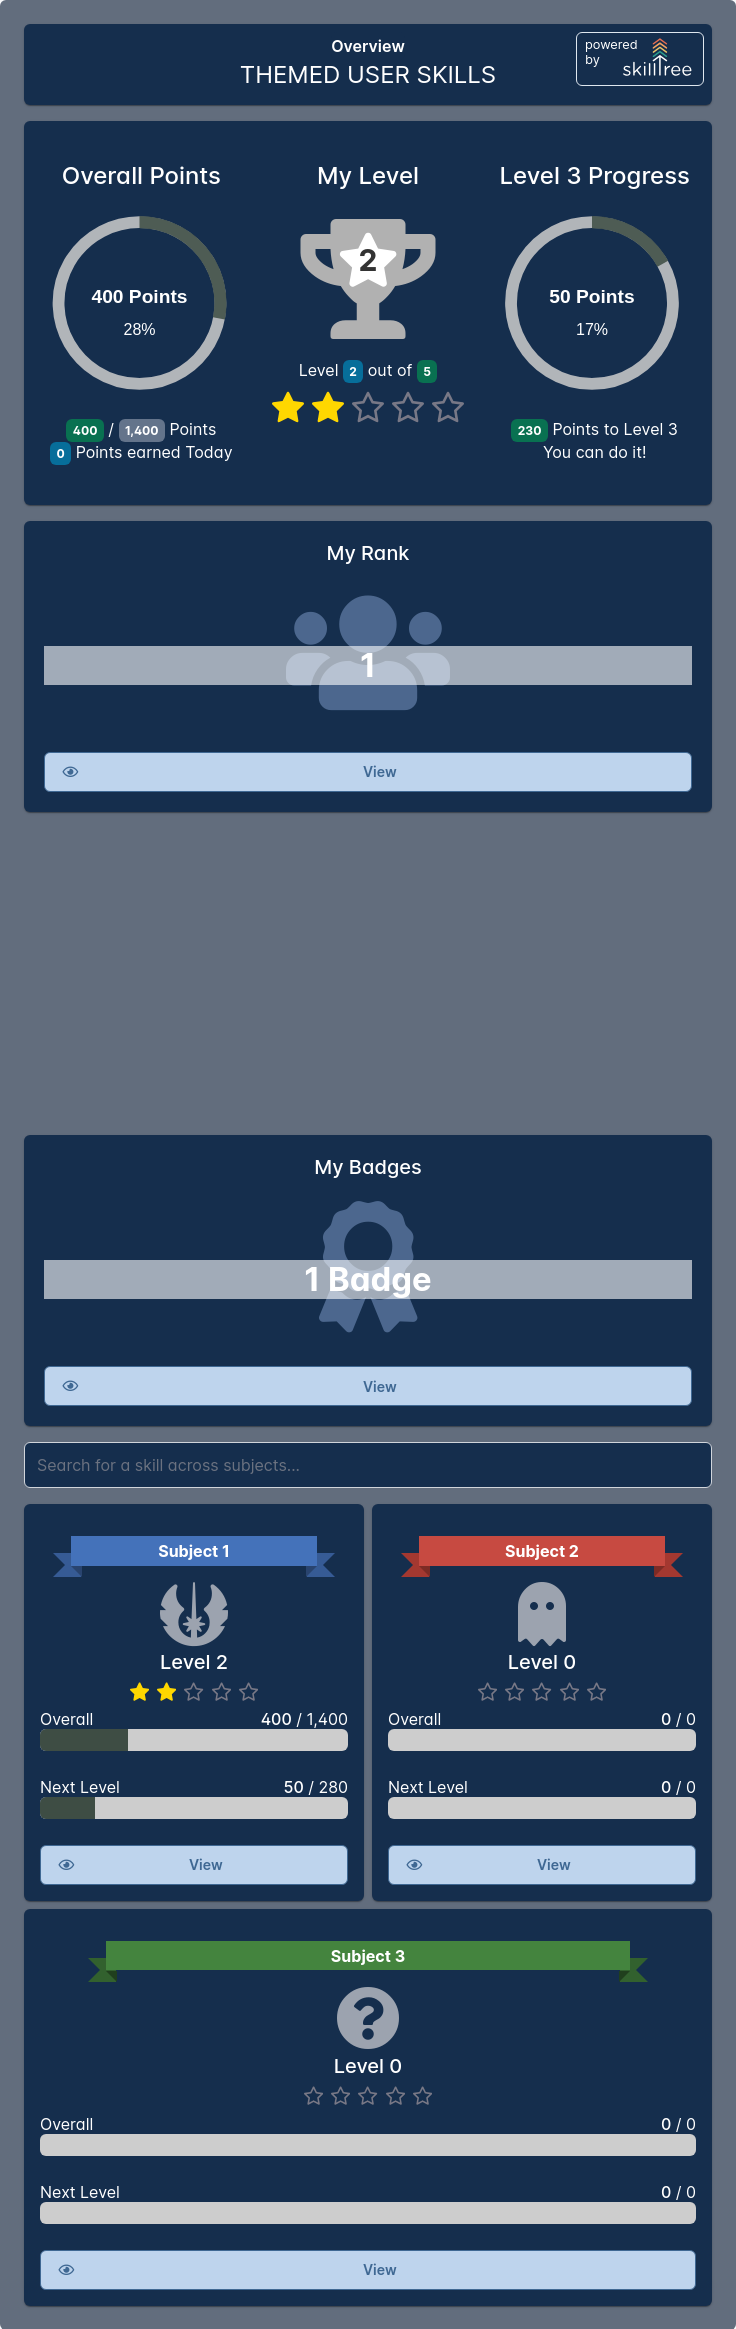 Overview
THEMED USER SKILLS
powered
by
skilltree
Overall Points
My Level
Level 3 Progress
400 Points
28%
2
50 Points
17%
Level 2 out of 5
400 / 1,400 Points
0 Points earned Today
230 Points to Level 3
You can do it!
My Rank
1
View
My Badges
1 Badge
View
Search for a skill across subjects...
Subject 1
Level 2
Overall 400 / 1,400
Next Level 50 / 280
View
Subject 2
Level 0
Overall 0 / 0
Next Level 0 / 0
View
Subject 3
Level 0
Overall 0 / 0
Next Level 0 / 0
View